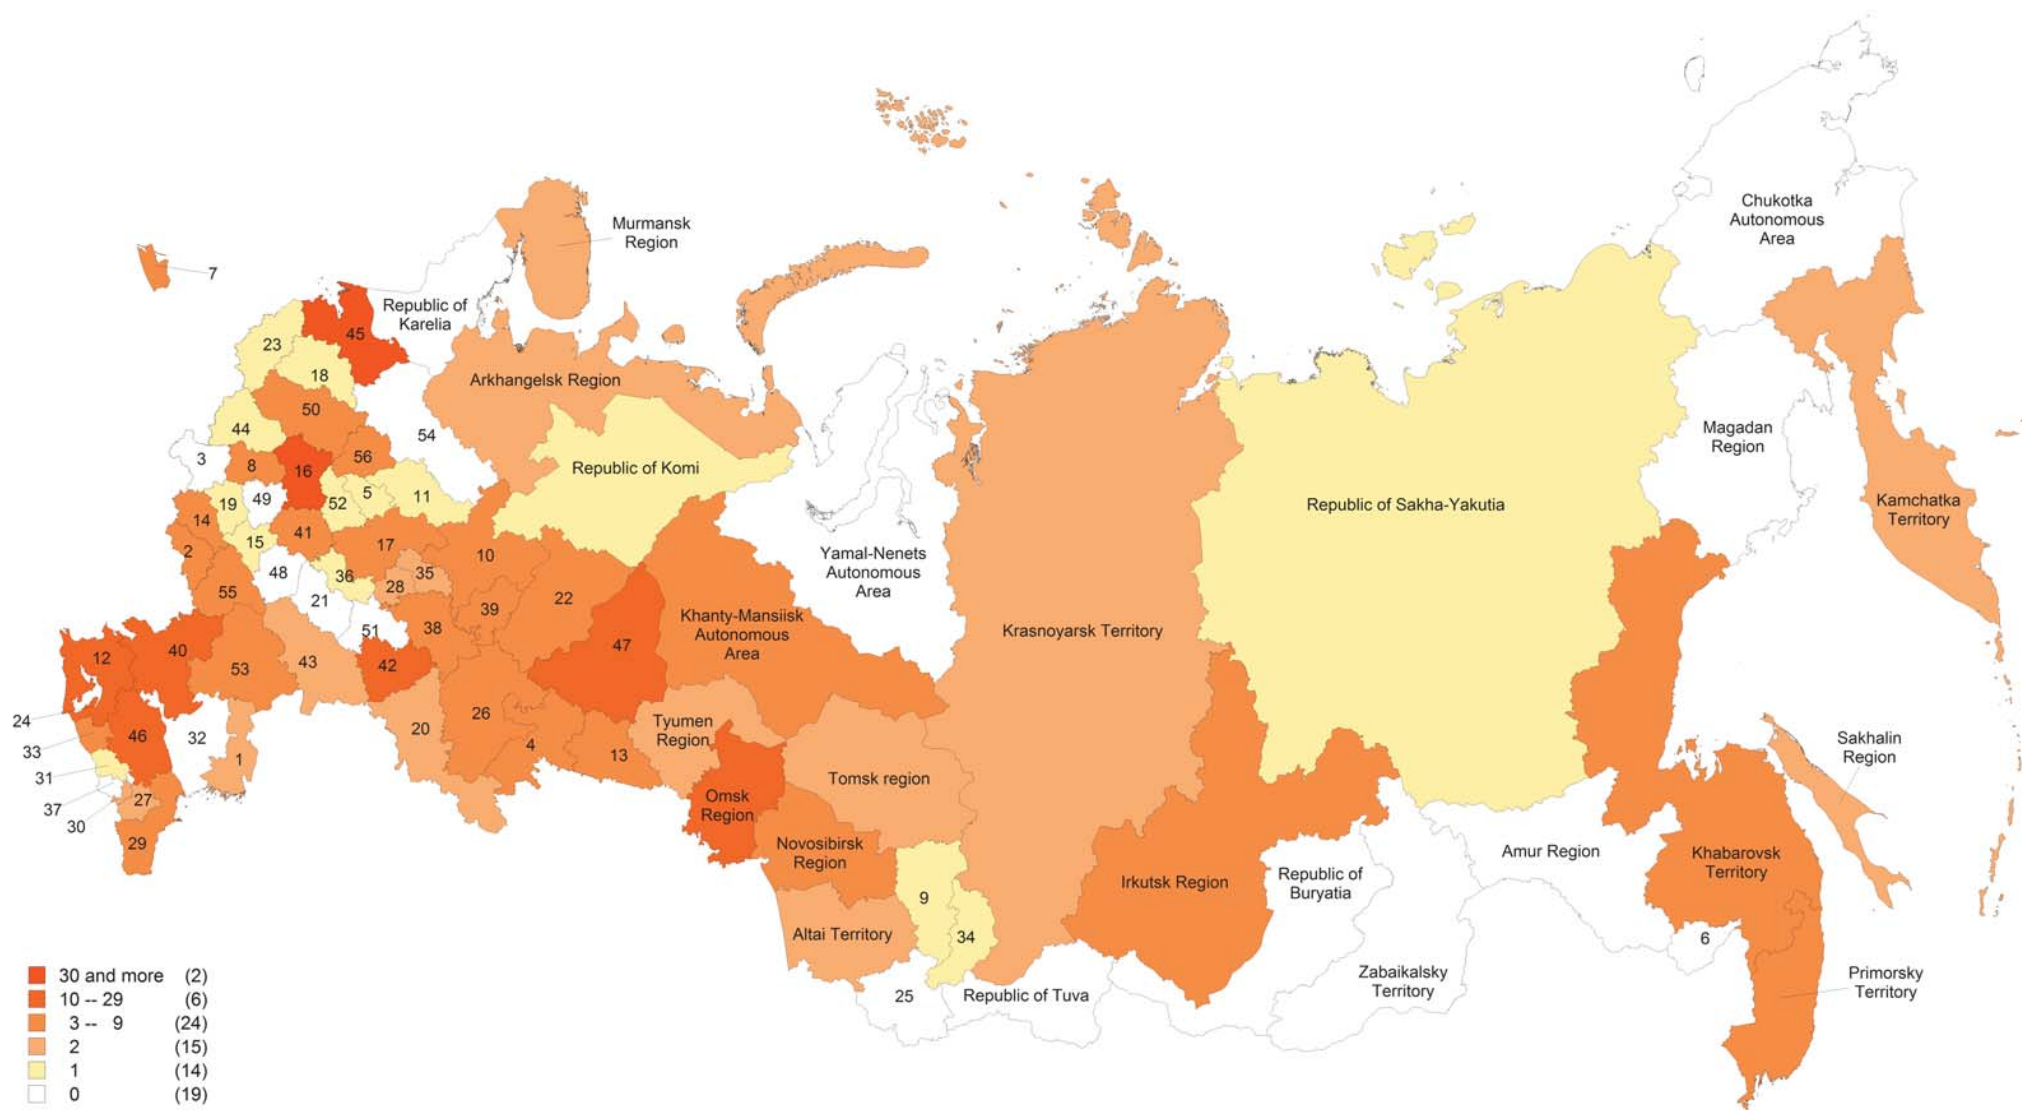 Chukotka
Autonomous
Area
Murmansk
Region
7
Republic of
Karelia
45
23
18
Arkhangelsk Region
50
44
54
Magadan
Region
3
8
16
56
Republic of Komi
49
5
11
19
52
Republic of Sakha-Yakutia
Kamchatka
Territory
14
41
15
17
2
10
Yamal-Nenets
Autonomous
Area
48
36
35
28
55
21
22
39
Khanty-Mansiisk
Autonomous
Area
51
38
Krasnoyarsk Territory
47
12
40
53
43
42
24
26
20
Tyumen
Region
33
46
32
4
13
Sakhalin
Region
31
1
Tomsk region
37
27
30
Omsk
Region
29
Novosibirsk
Region
Amur Region
Khabarovsk
Territory
Irkutsk Region
Republic of
Buryatia
9
34
Altai Territory
6
Zabaikalsky
Territory
Primorsky
Territory
25
Republic of Tuva
30 and more (2)
10 -- 29 (6)
3 -- 9 (24)
2 (15)
1 (14)
0 (19)